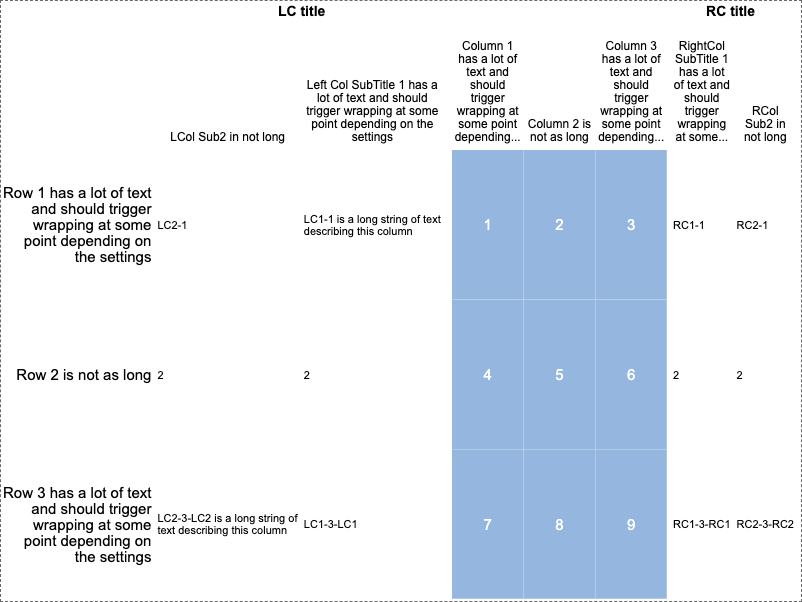 LC title
RC title
LCol Sub2 in not long
Left Col SubTitle 1 has a
lot of text and should
trigger wrapping at some
point depending on the
settings
Column 1
has a lot of
text and
should
trigger
wrapping at
some point
depending...
Column 2 is
not as long
Column 3
has a lot of
text and
should
trigger
wrapping at
some point
depending...
RightCol
SubTitle 1
has a lot
of text and
should
trigger
wrapping
at some...
RCol
Sub2 in
not long
Row 1 has a lot of text
and should trigger
wrapping at some
point depending on
the settings
LC2-1
LC1-1 is a long string of text
describing this column
1
2
3
RC1-1
RC2-1
Row 2 is not as long
2
2
4
5
6
2
2
Row 3 has a lot of text
and should trigger
wrapping at some
point depending on
the settings
LC2-3-LC2 is a long string of
text describing this column
LC1-3-LC1
7
8
9
RC1-3-RC1
RC2-3-RC2